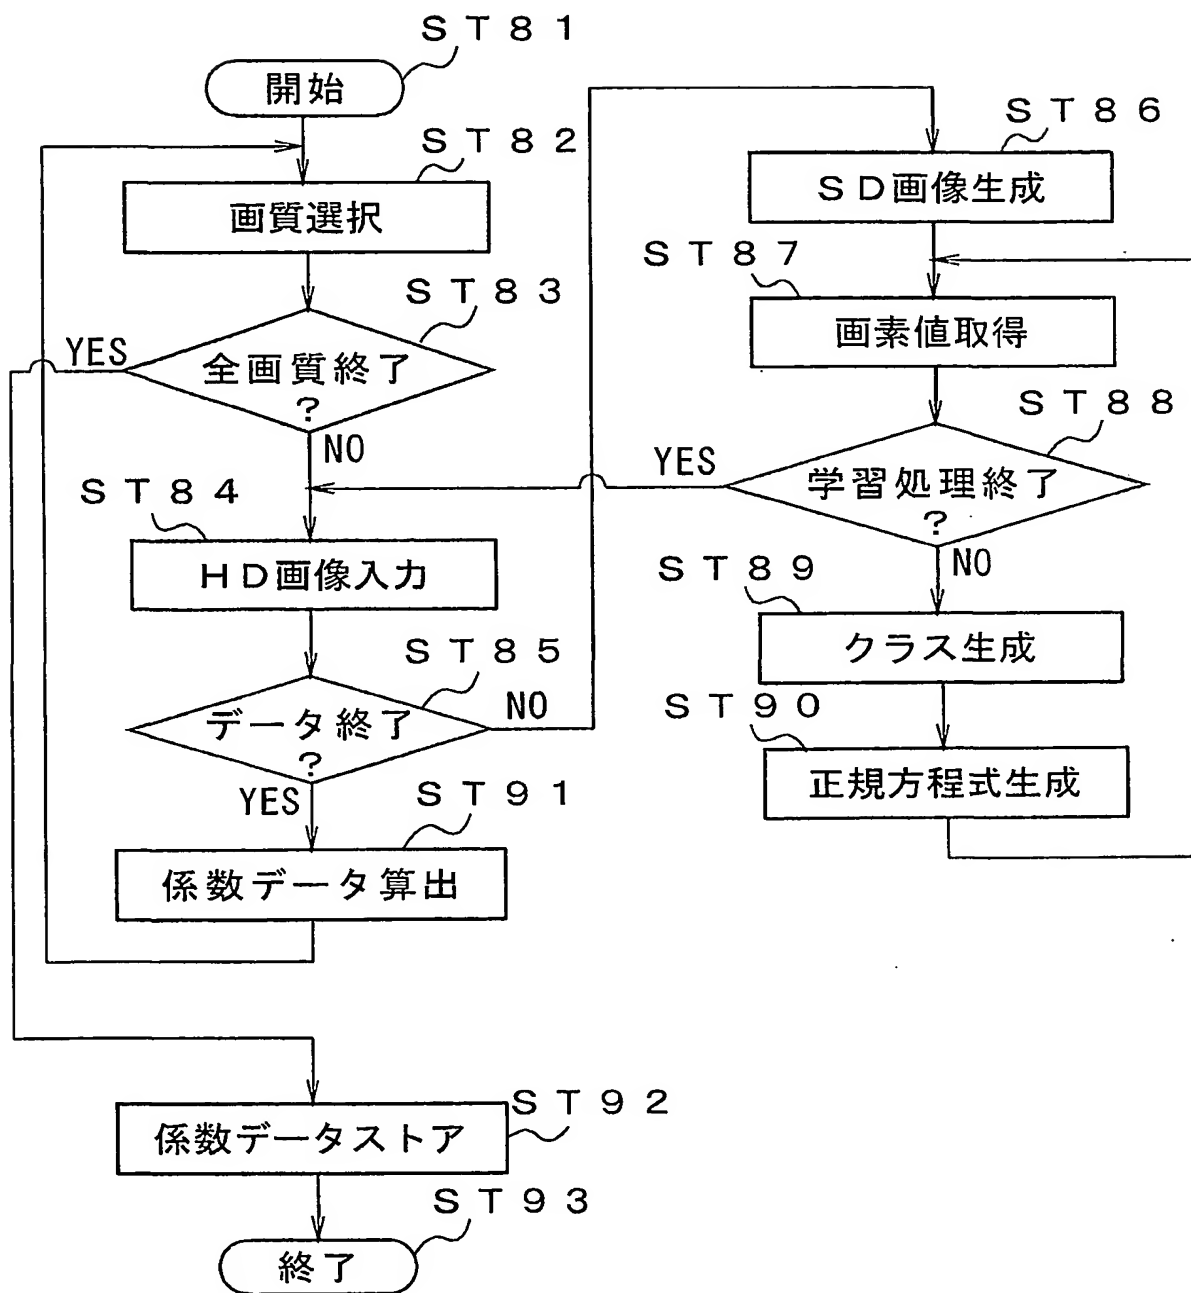 ＳＴ８１
開始
ＳＴ８２
画質選択
ＳＴ８３
YES
全画質終了
？
NO
ＳＴ８４
ＨＤ画像入力
ＳＴ８５
データ終了
？
NO
YES
ＳＴ９１
係数データ算出
ＳＴ８６
ＳＤ画像生成
ＳＴ８７
画素値取得
ＳＴ８８
YES
学習処理終了
？
NO
ＳＴ８９
クラス生成
ＳＴ９０
正規方程式生成
ＳＴ９２
係数データストア
ＳＴ９３
終了